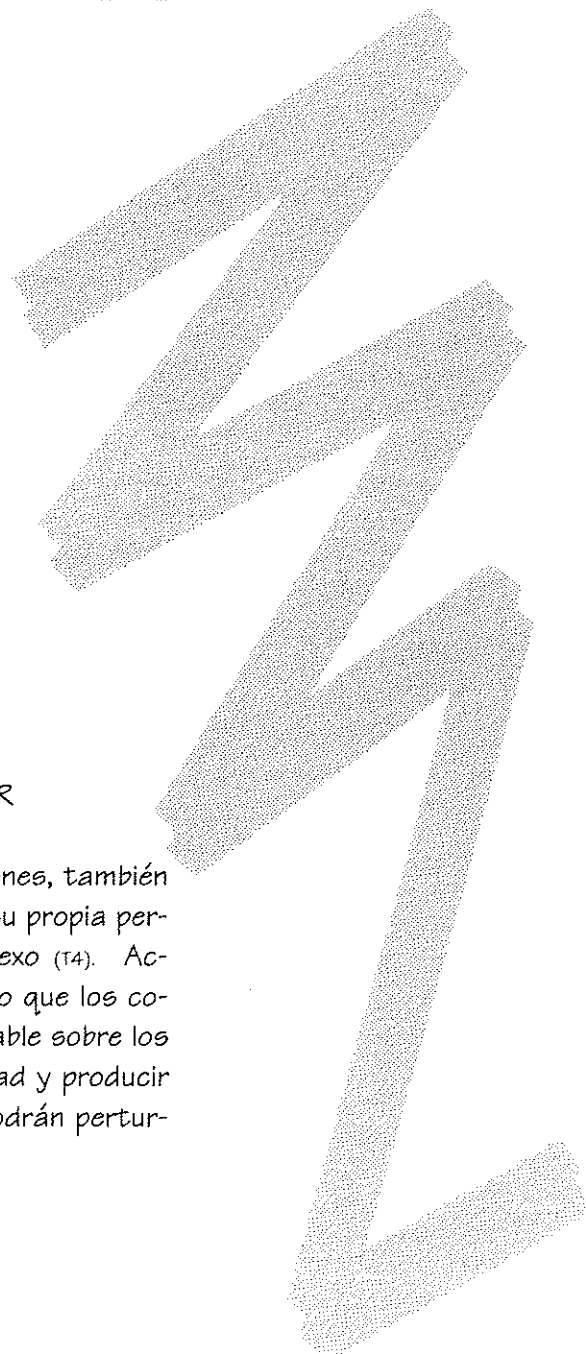 R
nes, también
u propia per-
exo (T4). Ac-
o que los co-
able sobre los
ad y producir
odrán pertur-